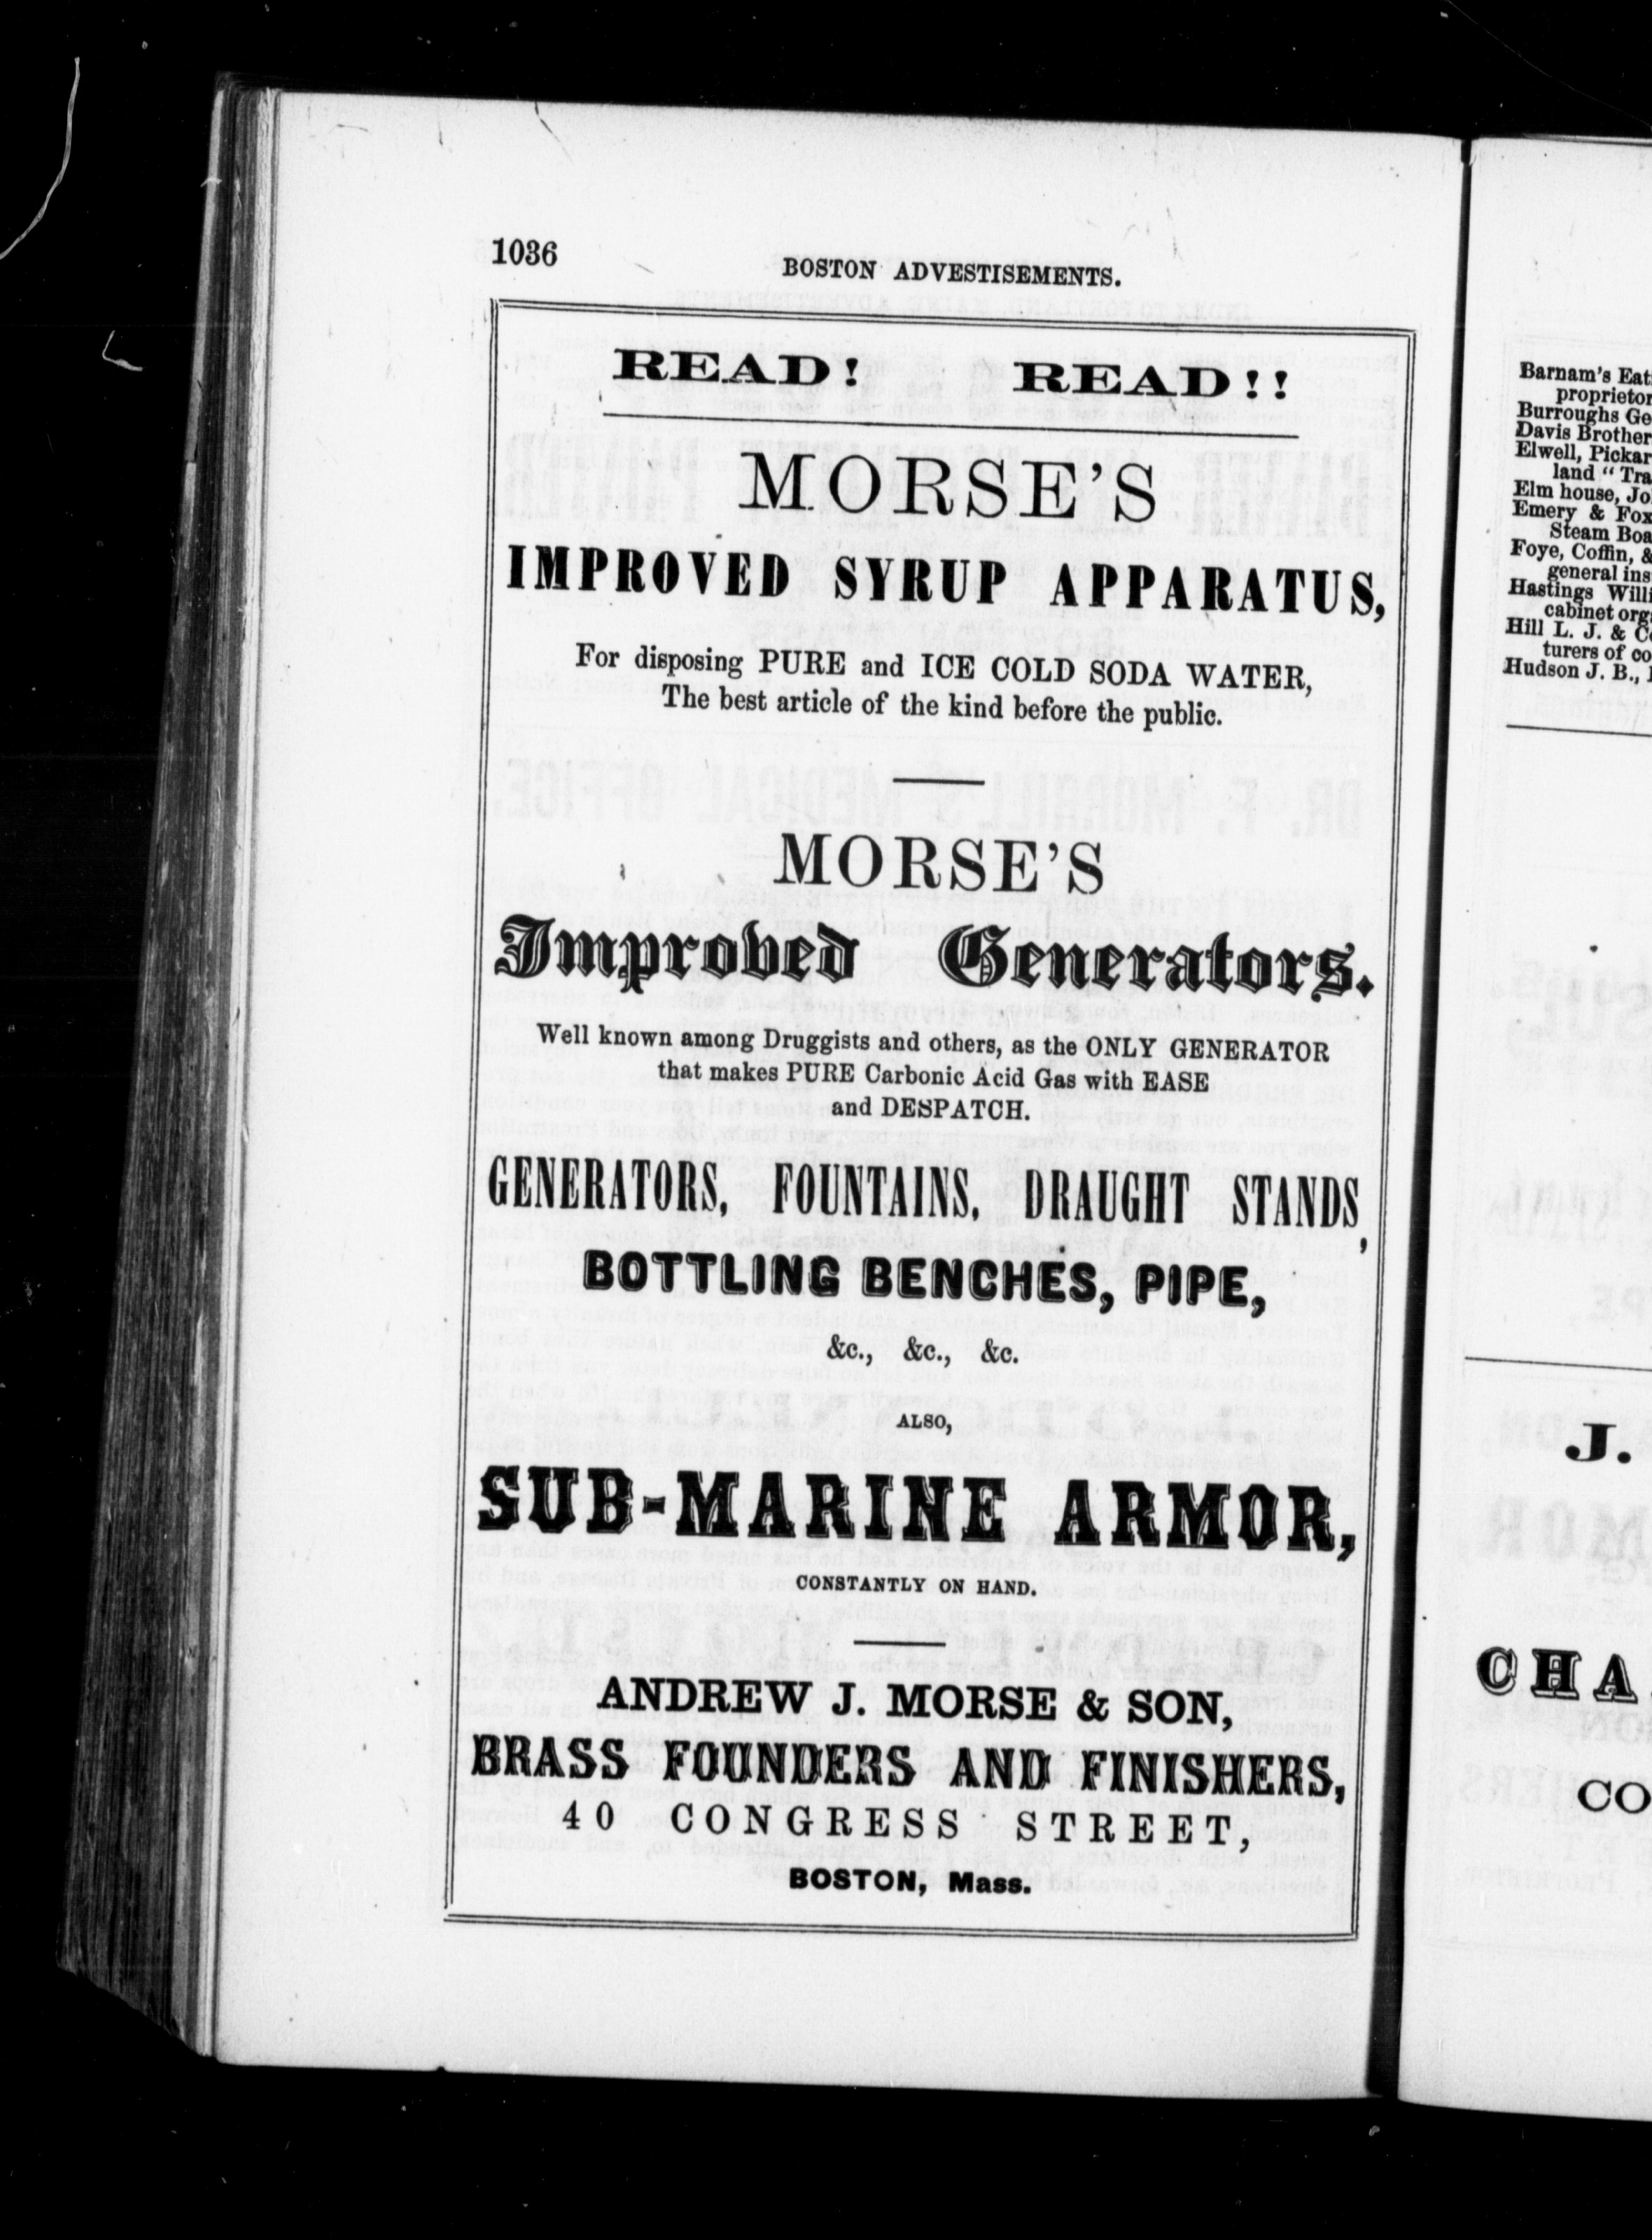 1036
BOSTON ADVESTISEMENTS.
READ! READ!!
MORSE'S
IMPROVED SYRUP APPARATUS,
For disposing PURE and ICE COLD SODA WATER,
The best article of the kind before the public.
MORSE'S
Improved Generators.
Well known among Druggists and others, as the ONLY GENERATOR
that makes PURE Carbonic Acid Gas with EASE
and DESPATCH.
GENERATORS, FOUNTAINS, DRAUGHT STANDS,
BOTTLING BENCHES, PIPE,
&c., &c., &c.
ALSO,
SUB-MARINE ARMOR,
CONSTANTLY ON HAND.
ANDREW J. MORSE & SON,
BRASS FOUNDERS AND FINISHERS,
40 CONGRESS STREET,
BOSTON, Mass.
Barnam's Eat
proprietor
Burroughs Ge
Davis Brother
Elwell, Pickar
land "Tra
Elm house, Jo
Emery & Fox
Steam Boa
Foye, Coffin, &
general ins
Hastings Willi
cabinet org
Hill L. J. & C
turers of co
Hudson J. B.,
J.
CHA
CO